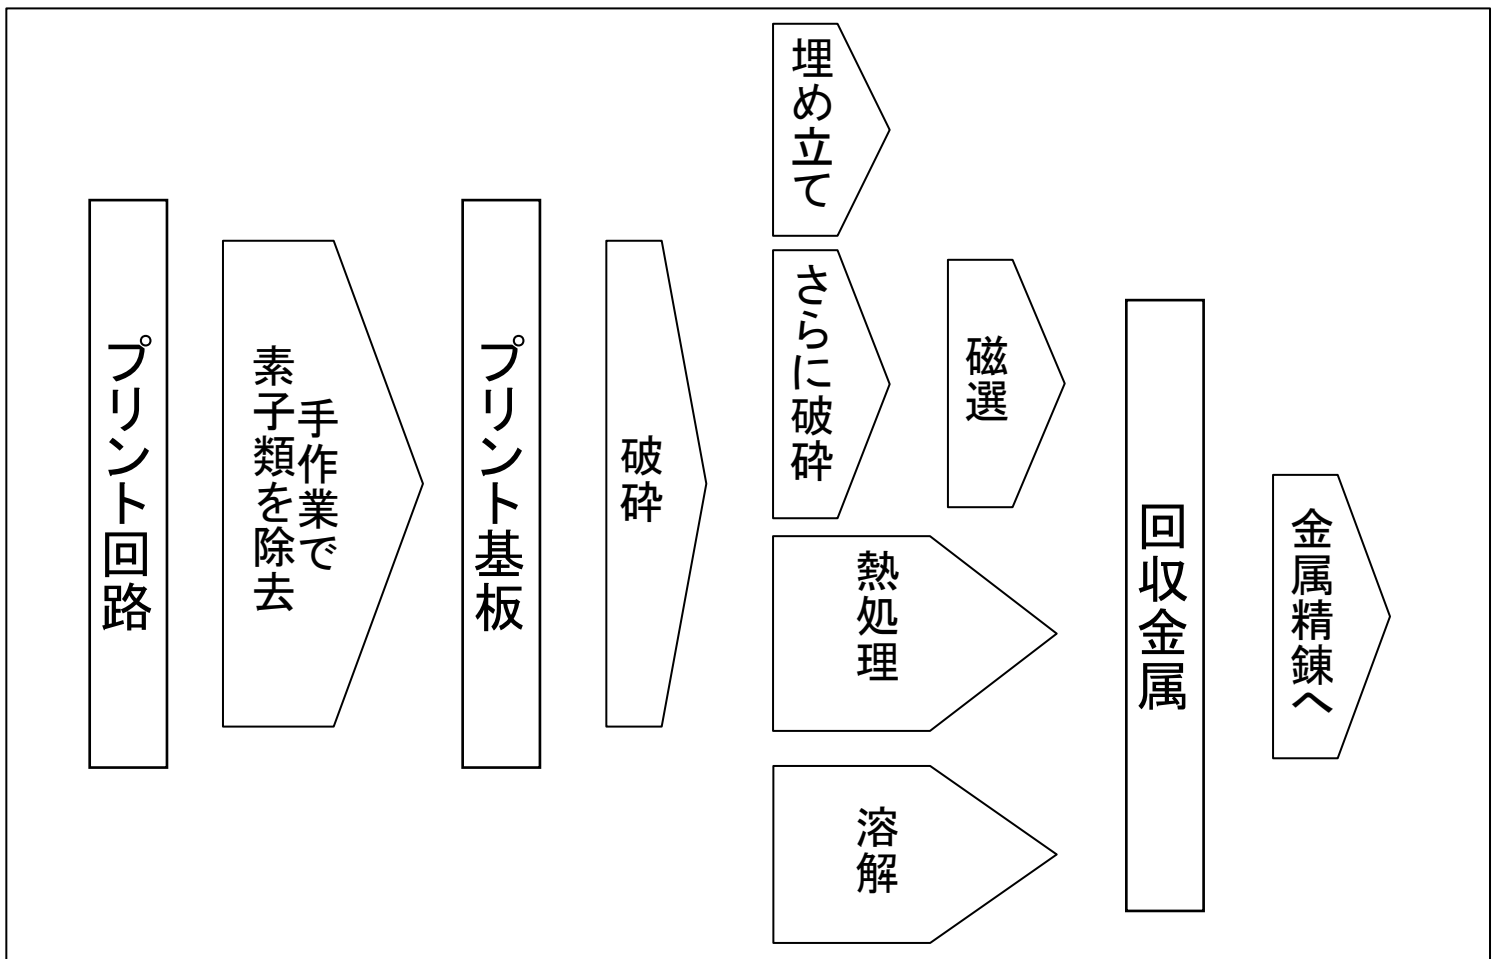 プリント回路
手作業で
素子類を除去
プリント基板
破砕
埋め立て
さらに破砕
磁選
熱処理
溶解
回収金属
金属精錬へ